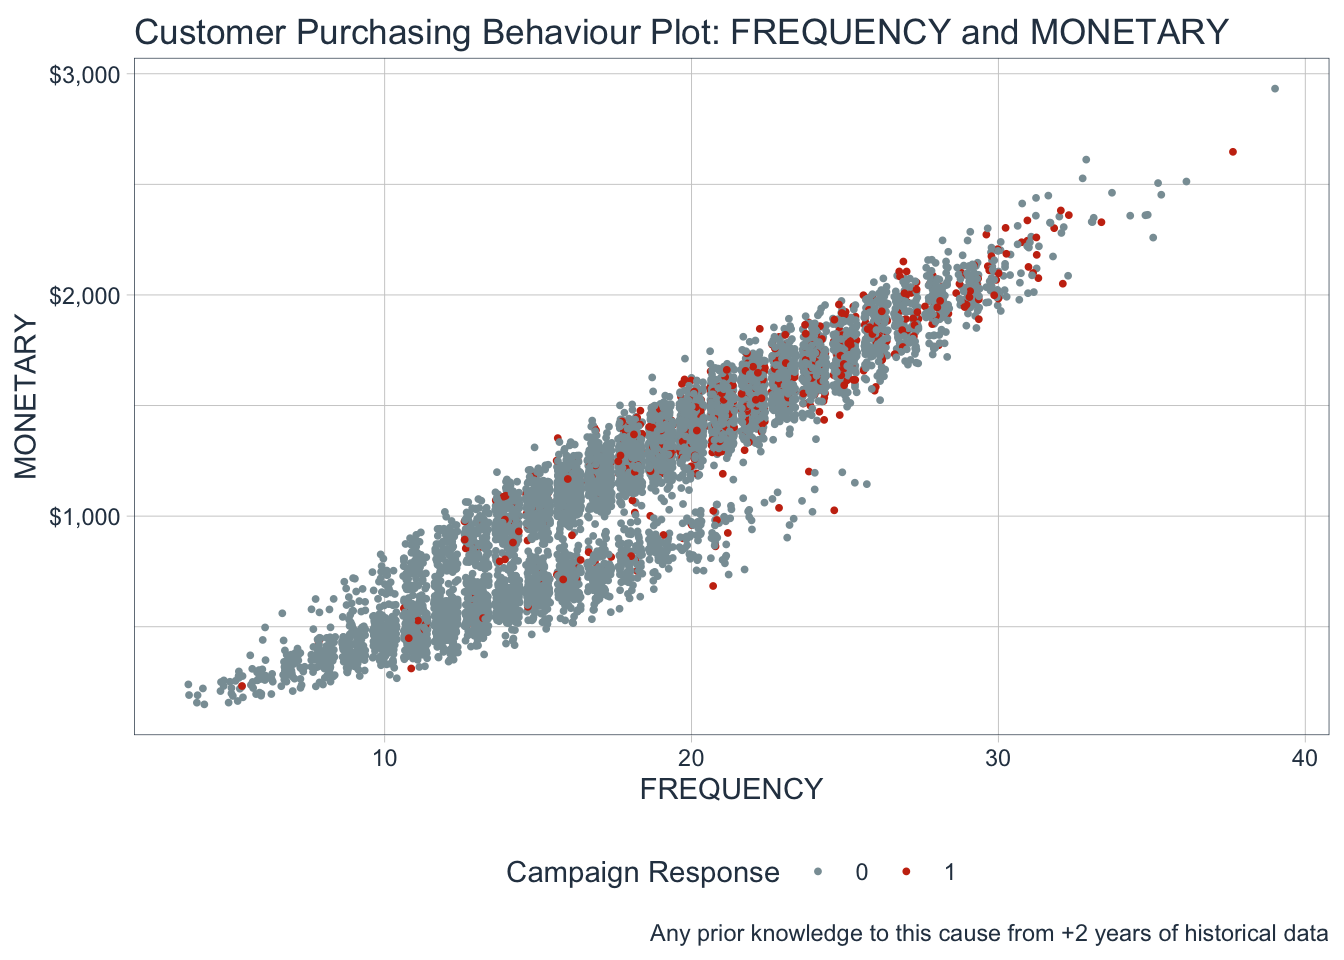 Customer Purchasing Behaviour Plot: FREQUENCY and MONETARY
$3,000
$2,000
$1,000
MONETARY
10 20 30 40
FREQUENCY
Campaign Response 0 1
Any prior knowledge to this cause from +2 years of historical data